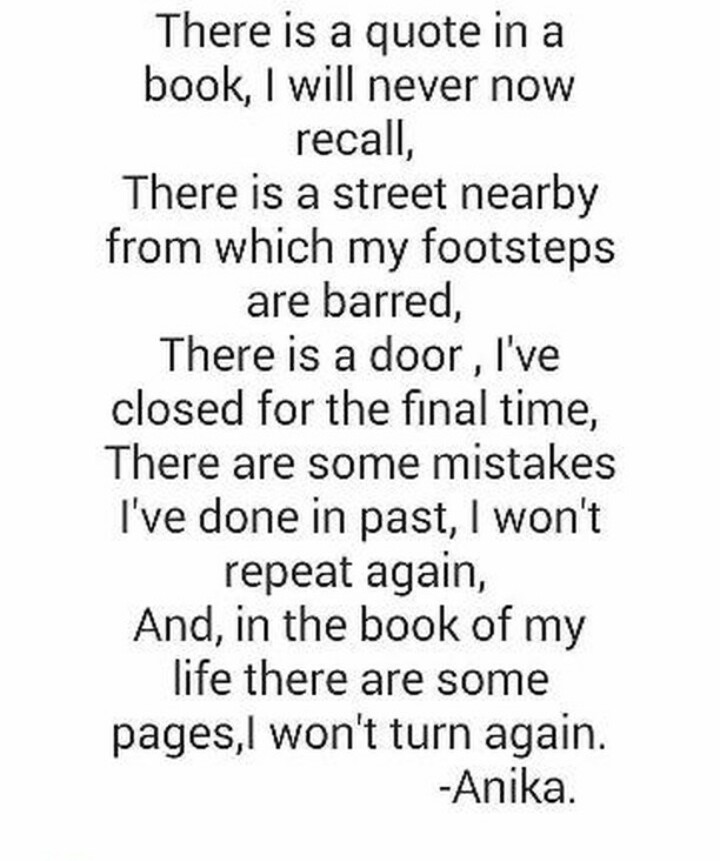 There is a quote in a
book, I will never now
recall,
There is a street nearby
from which my footsteps
are barred,
There is a door , I've
closed for the final time,
There are some mistakes
I've done in past, I won't
repeat again,
And, in the book of my
life there are some
pages,I won't turn again.
-Anika.